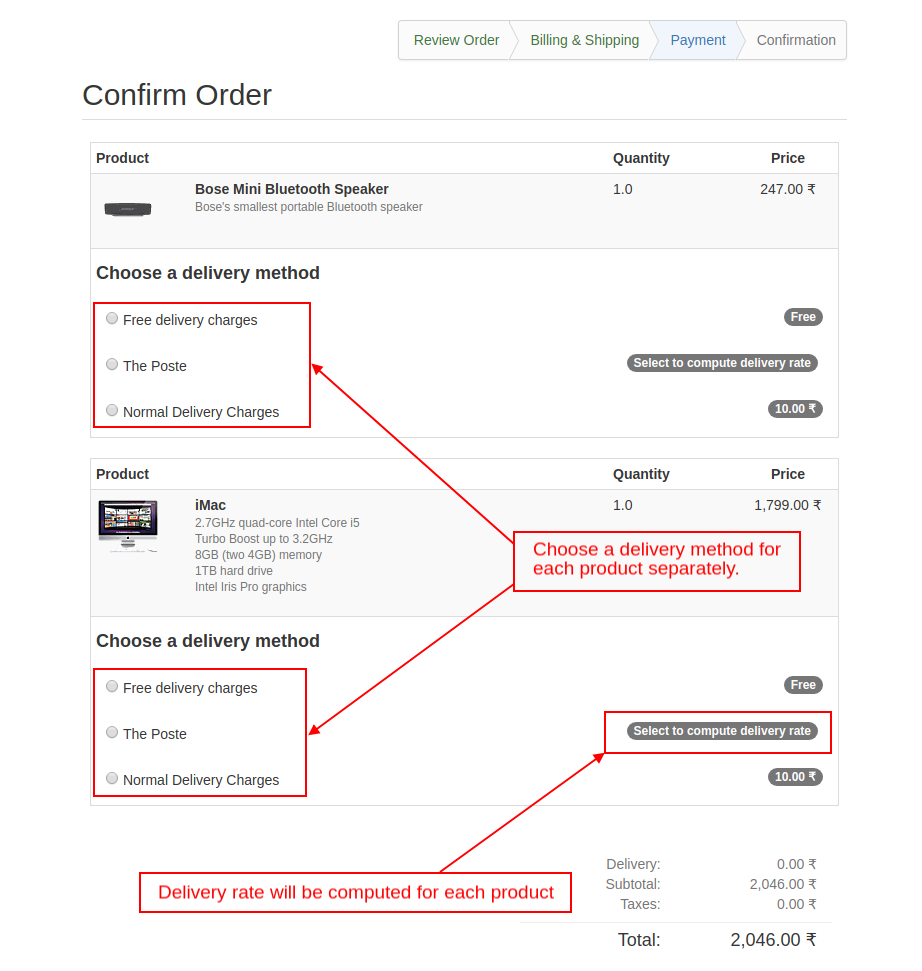 Review Order Billing & Shipping Payment Confirmation
Confirm Order
Product Quantity Price
Bose Mini Bluetooth Speaker 1.0 247.00 ₹
Bose's smallest portable Bluetooth speaker
Choose a delivery method
Free delivery charges Free
The Poste Select to compute delivery rate
Normal Delivery Charges 10.00 ₹
Product Quantity Price
iMac 1.0 1,799.00 ₹
2.7GHz quad-core Intel Core i5
Turbo Boost up to 3.2GHz
8GB (two 4GB) memory
1TB hard drive
Intel Iris Pro graphics
Choose a delivery method for
each product separately.
Choose a delivery method
Free delivery charges Free
The Poste Select to compute delivery rate
Normal Delivery Charges 10.00 ₹
Delivery rate will be computed for each product
Delivery: 0.00 ₹
Subtotal: 2,046.00 ₹
Taxes: 0.00 ₹
Total: 2,046.00 ₹